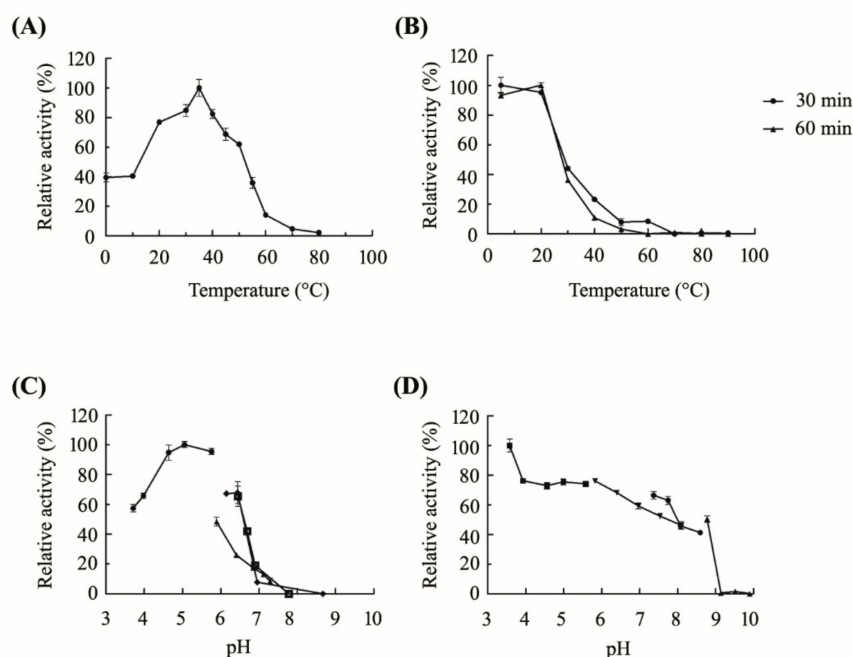 (A)
Relative activity (%)
120
100
80
60
40
20
0
0 20 40 60 80 100
Temperature (°C)
(B)
Relative activity (%)
120
100
80
60
40
20
0
0 20 40 60 80 100
Temperature (°C)
30 min
60 min
(C)
Relative activity (%)
120
100
80
60
40
20
0
3 4 5 6 7 8 9 10
pH
(D)
Relative activity (%)
120
100
80
60
40
20
0
3 4 5 6 7 8 9 10
pH